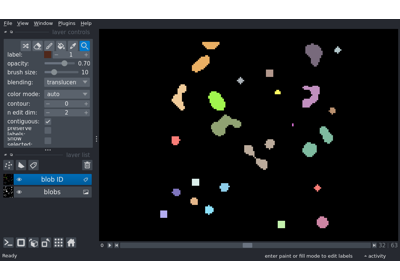 File View Window Plugins Help
layer controls
label: 1
opacity: 0.70
brush size: 10
blending: translucen
color mode: auto
contour: 0
n edit dim: 2
contiguous:
preserve labels:
show selected:
layer list
blob ID
blobs
0 32 63
Ready enter paint or fill mode to edit labels activity